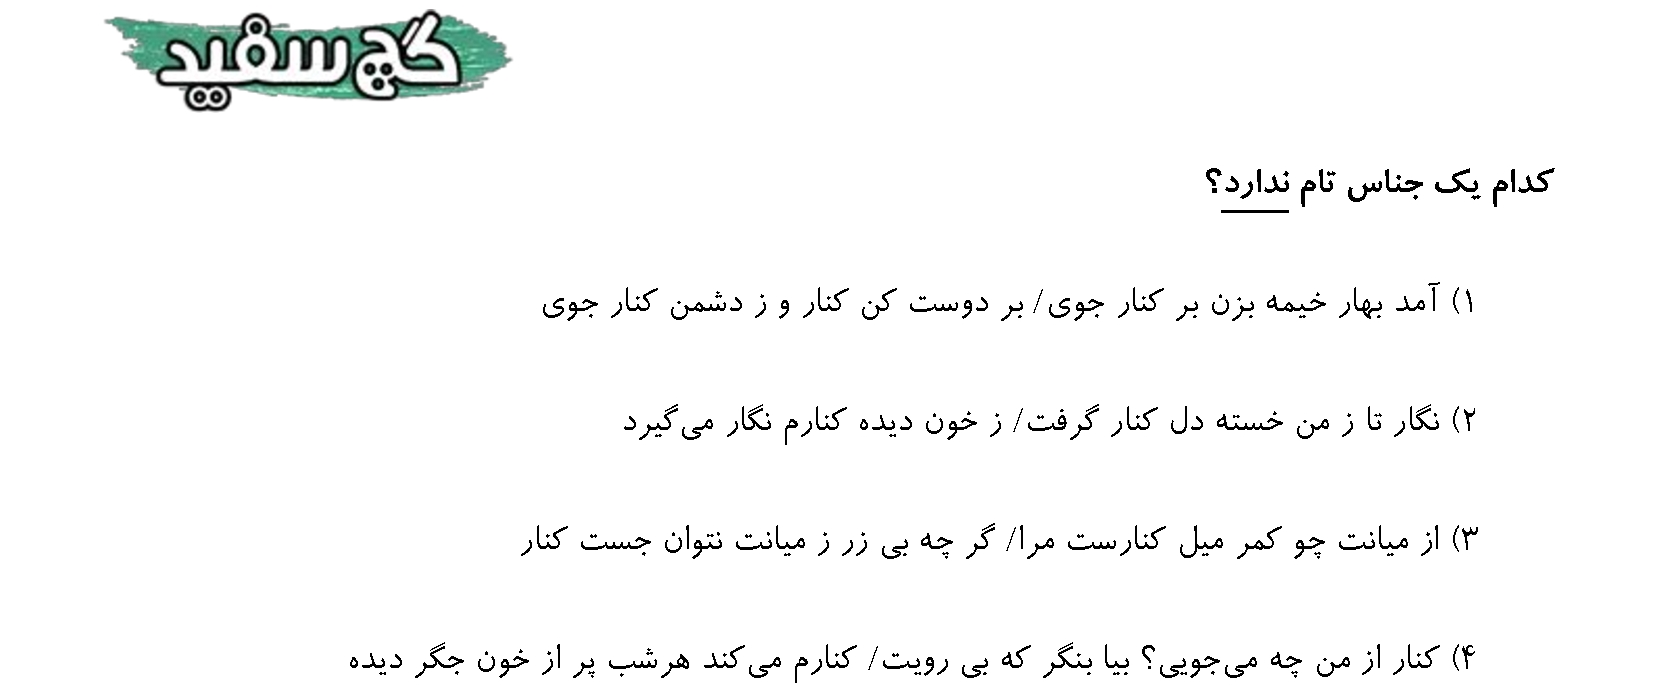 گچ سفید
کدام یک جناس تام ندارد؟
۱) آمد بهار خیمه بزن بر کنار جوی/ بر دوست کن کنار و ز دشمن کنار جوی
۲) نگار تا ز من خسته دل کنار گرفت/ ز خون دیده کنارم نگار می‌گیرد
۳) از میانت چو کمر میل کنارست مرا/ گر چه بی زر ز میانت نتوان جست کنار
۴) کنار از من چه می‌جویی؟ بیا بنگر که بی رویت/ کنارم می‌کند هرشب پر از خون جگر دیده